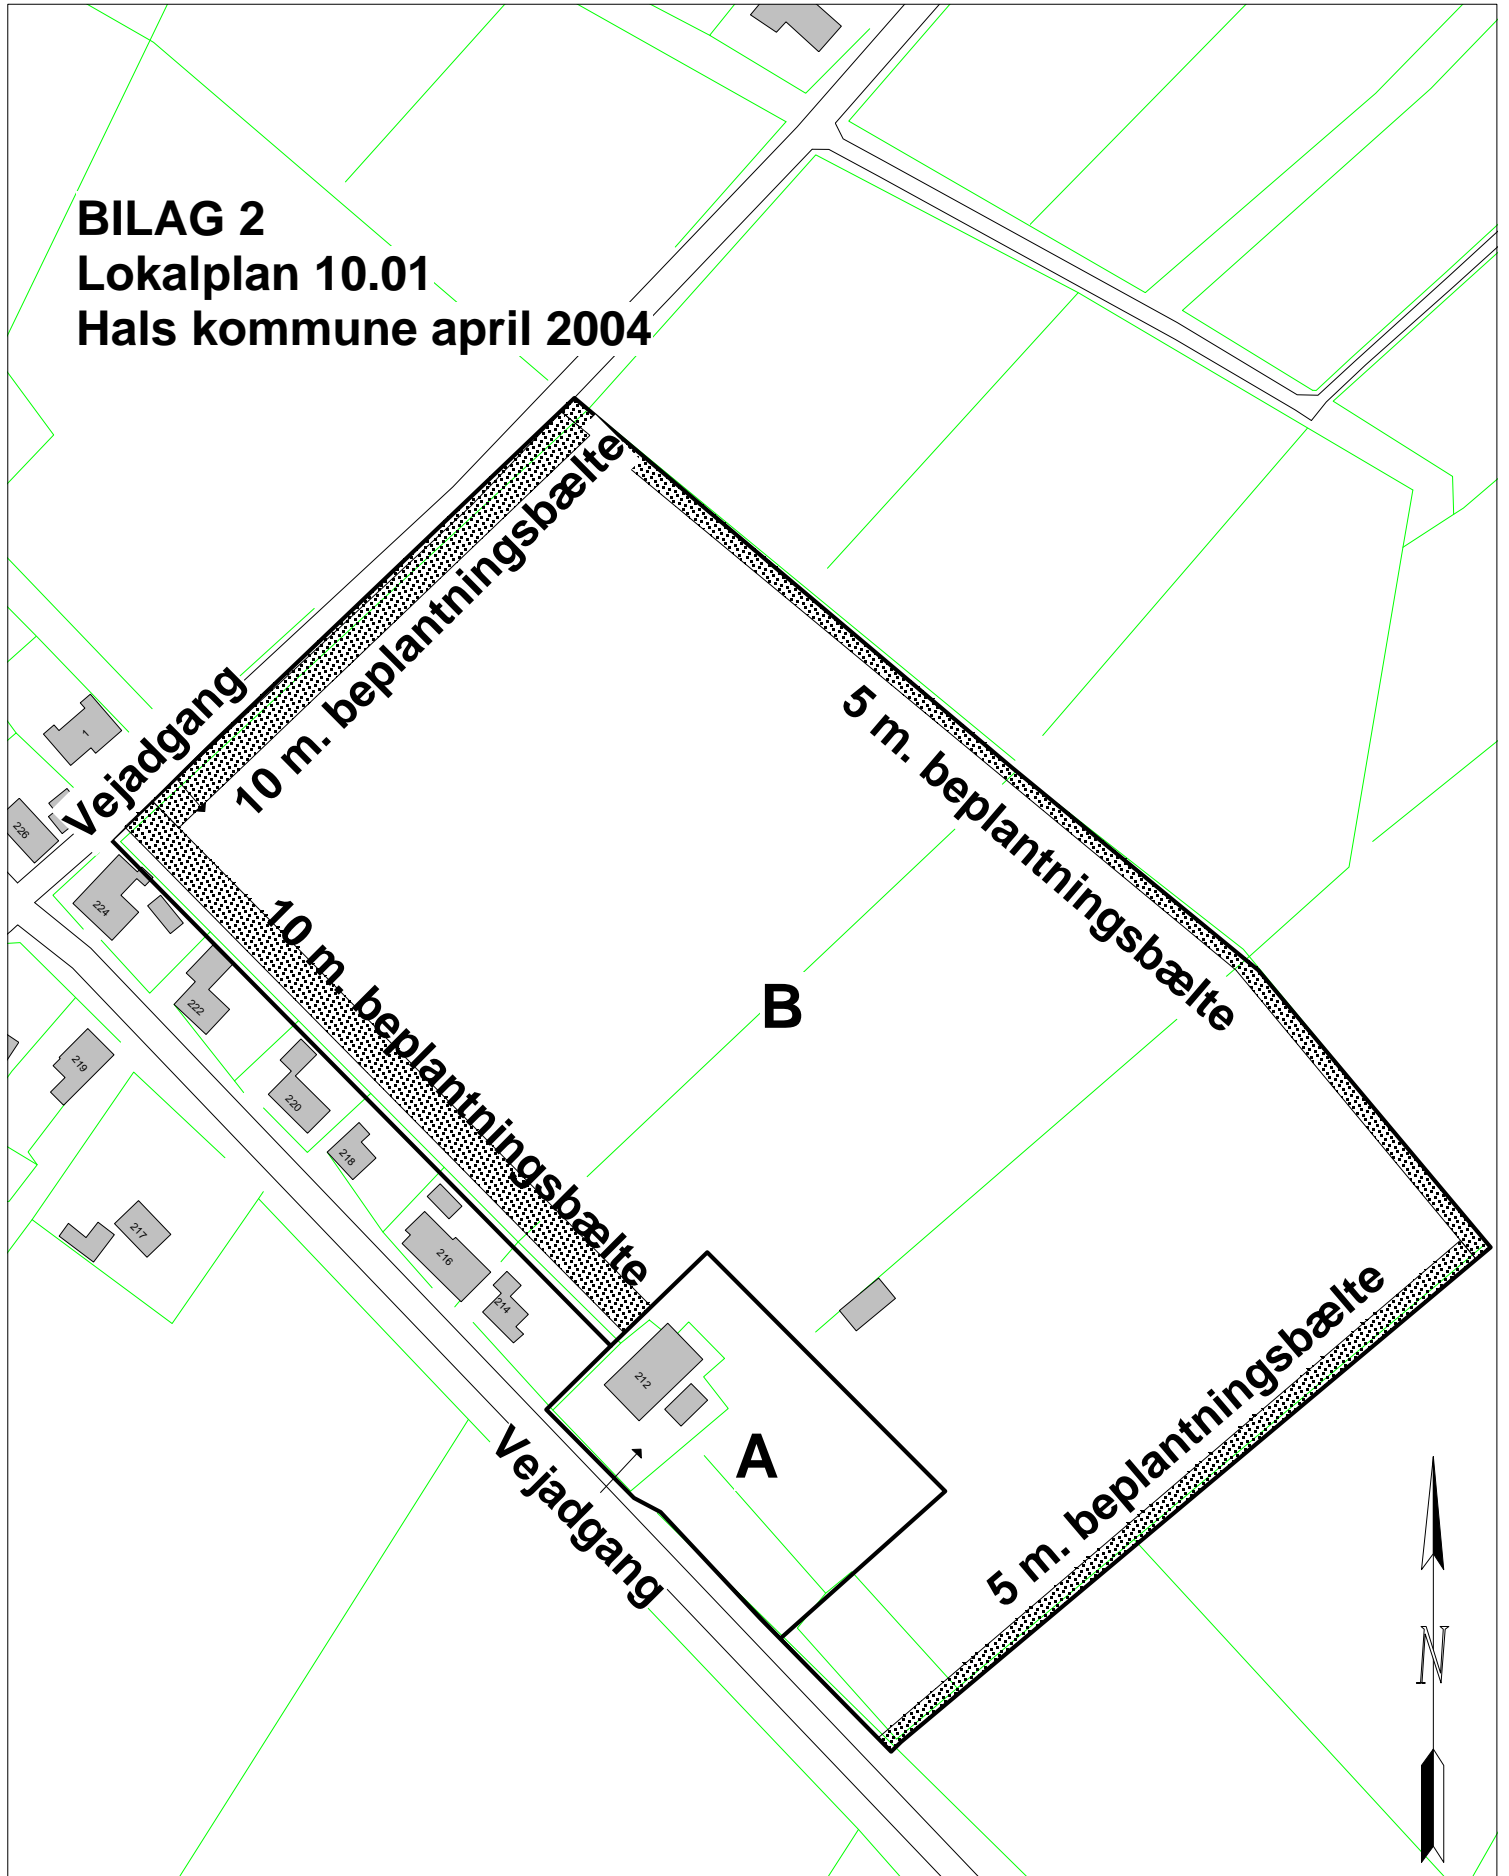 BILAG 2
Lokalplan 10.01
Hals kommune april 2004
10 m. beplantningsbælte
5 m. beplantningsbælte
Vejadgang
1
226
224
10 m. beplantningsbælte
222
B
219
220
218
217
216
214
5 m. beplantningsbælte
212
A
Vejadgang
N